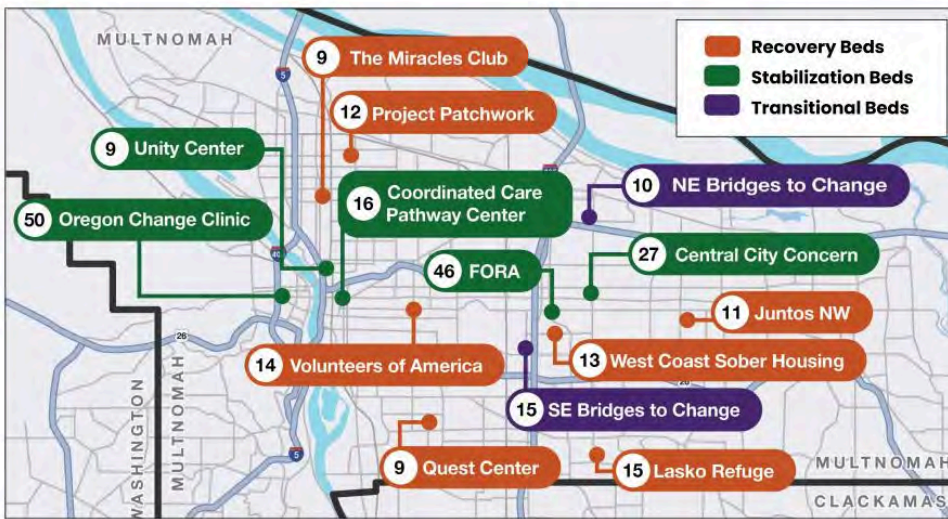 MULTNOMAH
5
9 The Miracles Club
Recovery Beds
Stabilization Beds
Transitional Beds
12 Project Patchwork
9 Unity Center
16 Coordinated Care
Pathway Center
10 NE Bridges to Change
50 Oregon Change Clinic
27 Central City Concern
46 FORA
11 Juntos NW
26
14 Volunteers of America
13 West Coast Sober Housing
26
15 SE Bridges to Change
WASHINGTON
MULTNOMAH
5
9 Quest Center
15 Lasko Refuge
MULTNOMAH
CLACKAMAS